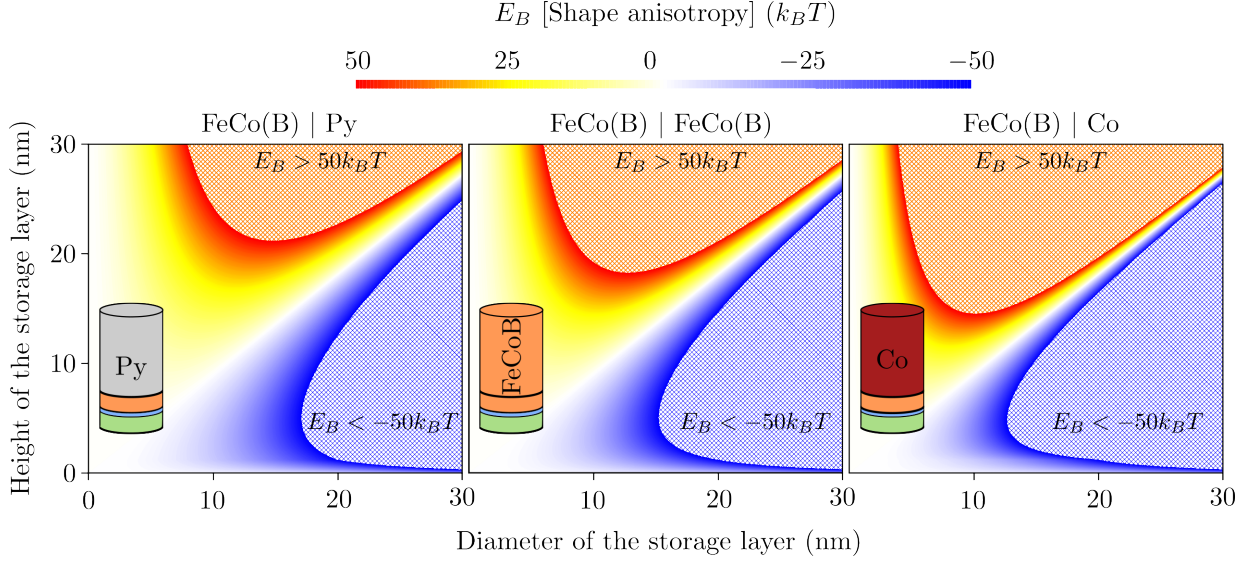 E_B [Shape anisotropy] (k_BT)
50 25 0 −25 −50
FeCo(B) | Py
FeCo(B) | FeCo(B)
FeCo(B) | Co
E_B > 50k_BT
E_B > 50k_BT
E_B > 50k_BT
Height of the storage layer (nm)
30
20
10
0
Py
FeCoB
Co
E_B < −50k_BT
E_B < −50k_BT
E_B < −50k_BT
0 10 20 30
10 20 30
10 20 30
Diameter of the storage layer (nm)